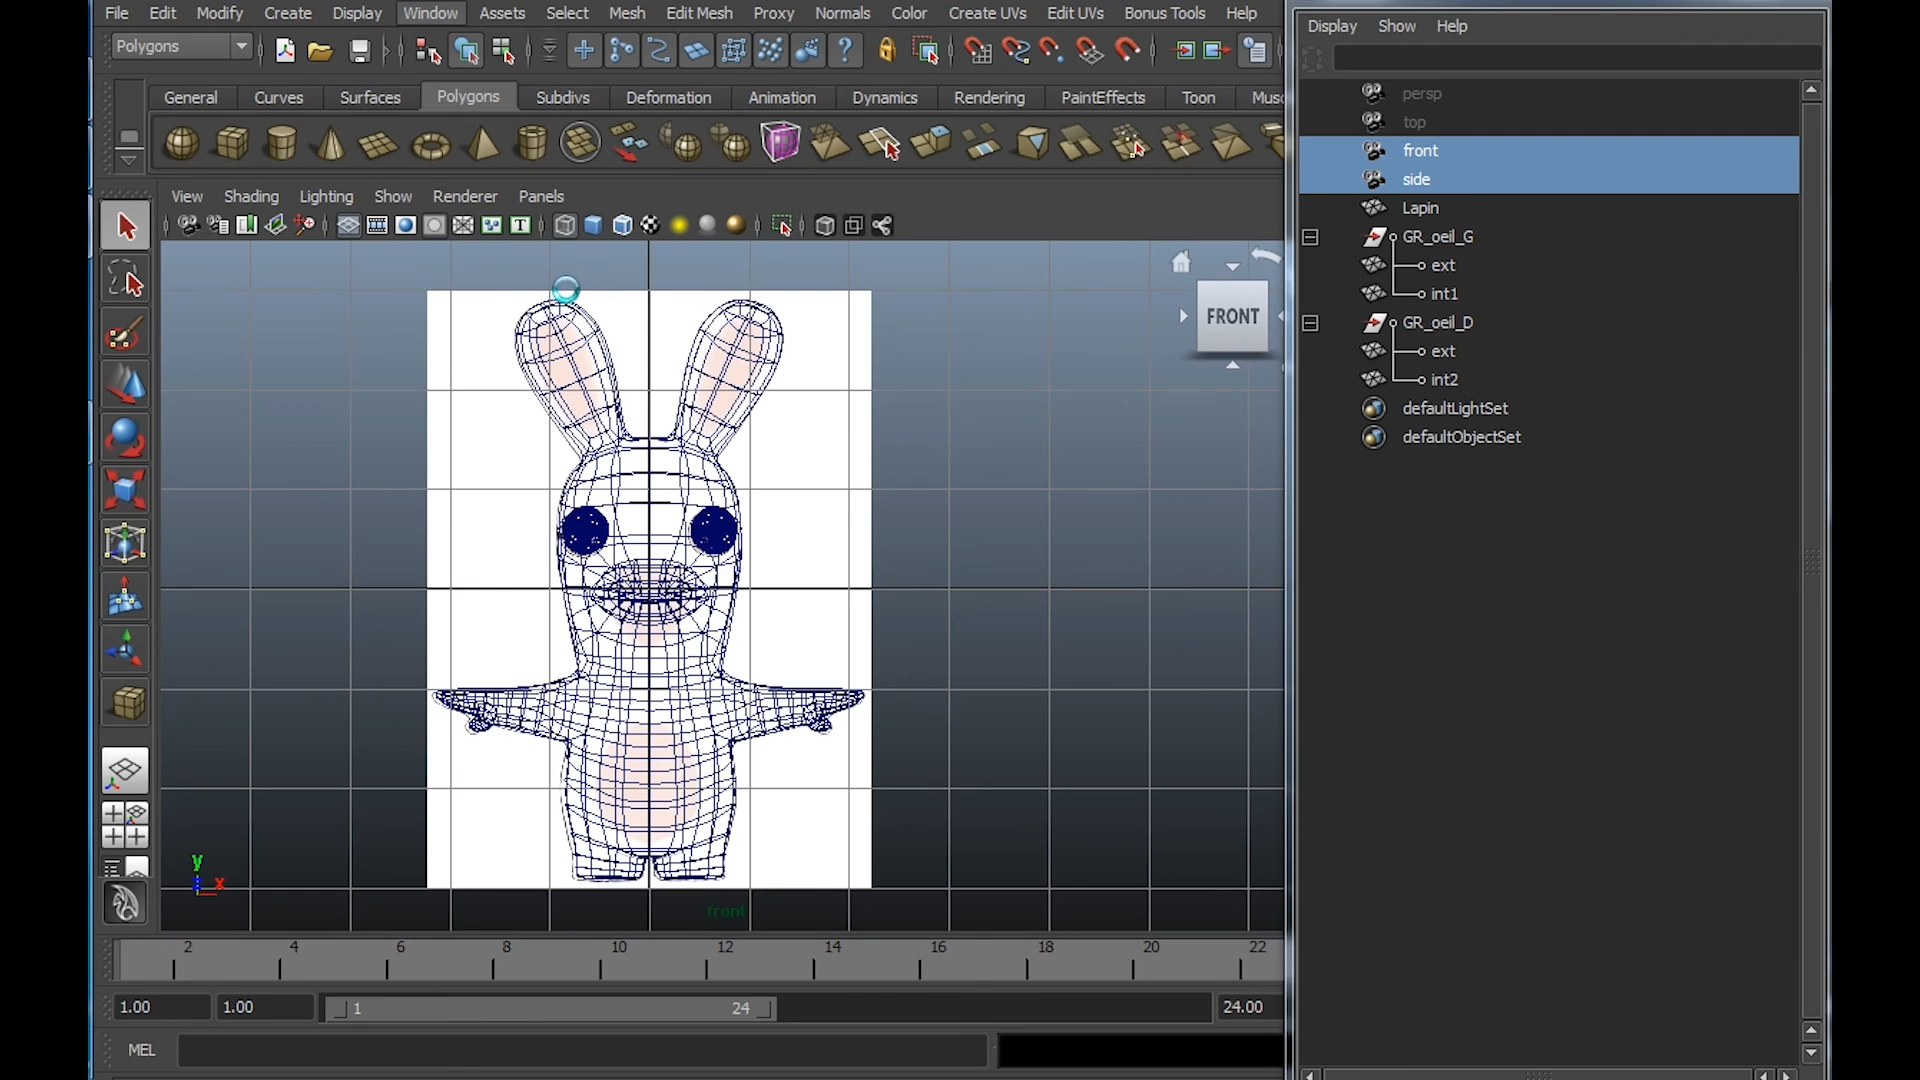 File Edit Modify Create Display Window Assets Select Mesh Edit Mesh Proxy Normals Color Create UVs Edit UVs Bonus Tools Help
Polygons
General Curves Surfaces Polygons Subdivs Deformation Animation Dynamics Rendering PaintEffects Toon Musc
View Shading Lighting Show Renderer Panels
FRONT
y
x
front
2 4 6 8 10 12 14 16 18 20 22
1.00 1.00 1 24 24.00
MEL
Display Show Help
persp
top
front
side
Lapin
GR_oeil_G
ext
int1
GR_oeil_D
ext
int2
defaultLightSet
defaultObjectSet